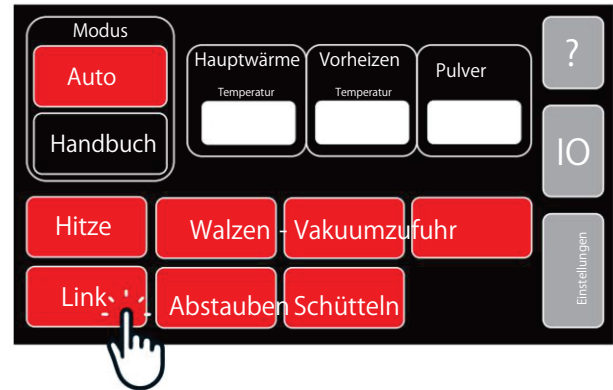 Modus
Auto
Handbuch
Hauptwärme
Temperatur
Vorheizen
Temperatur
Pulver
?
IO
Einstellungen
Hitze
Walzen - Vakuumzufuhr
Link
Abstauben Schütteln